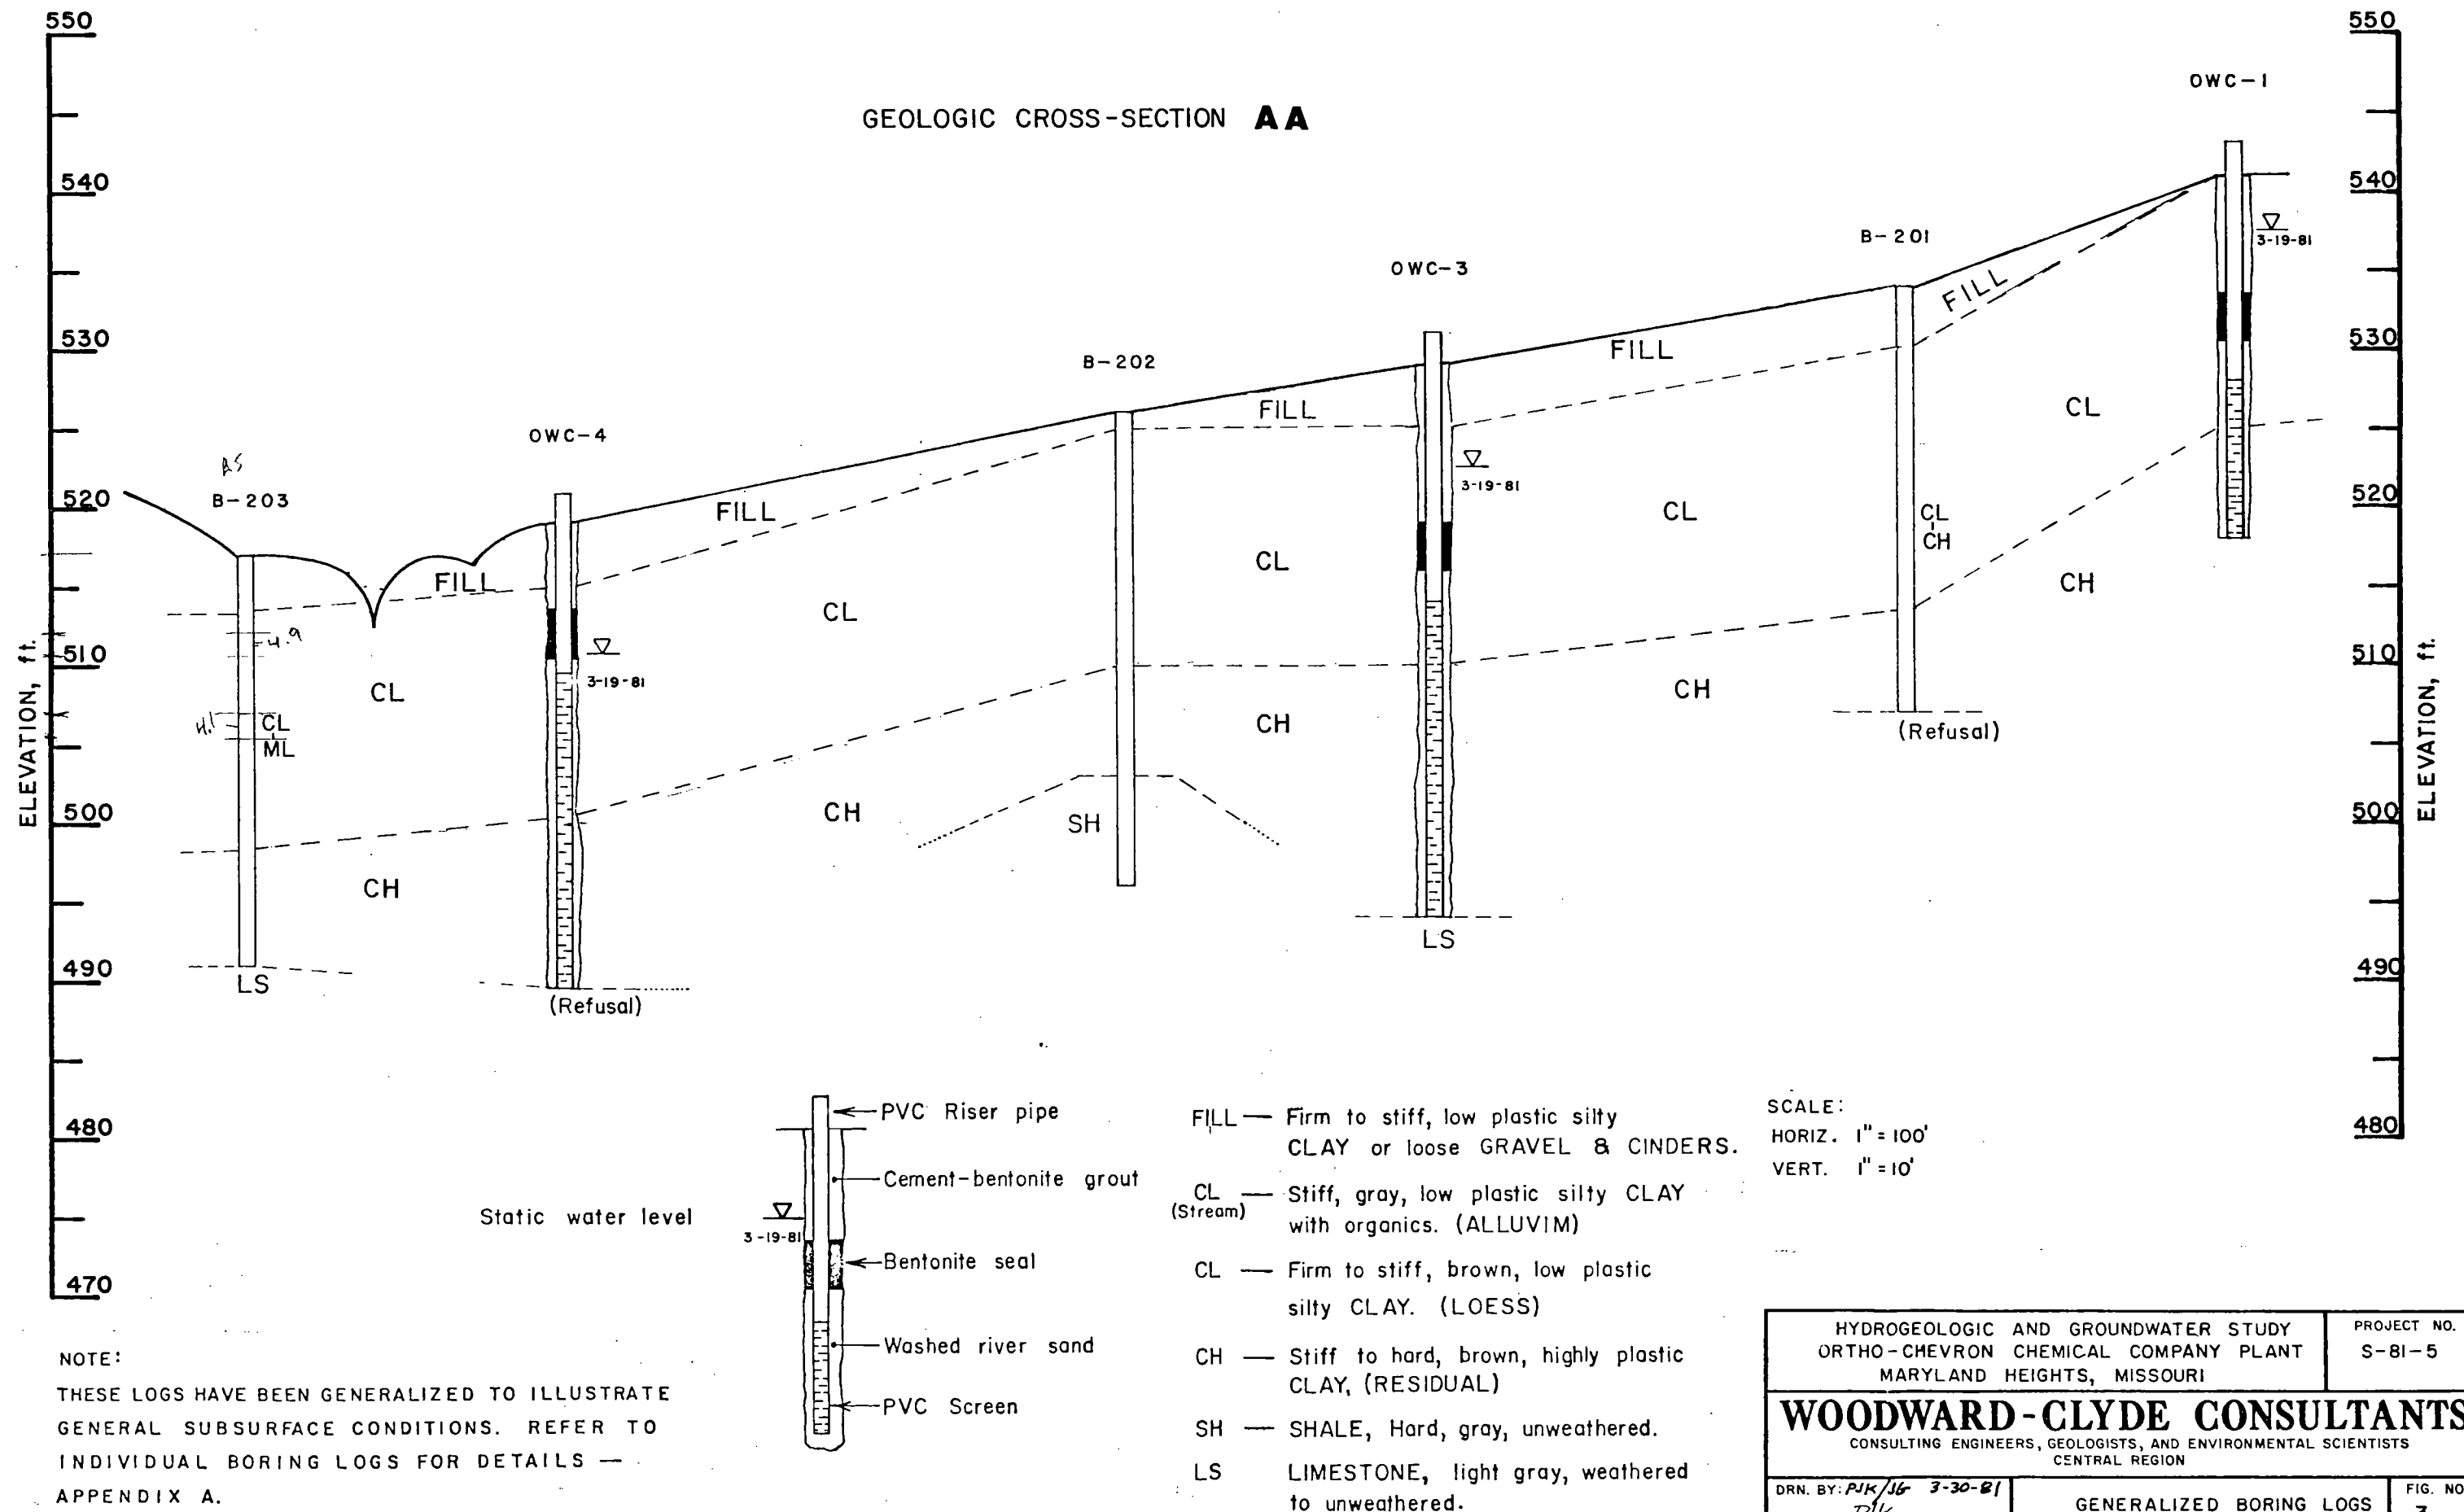 550
550
OWC-1
GEOLOGIC CROSS-SECTION AA
540
540
3-19-81
B-201
OWC-3
FILL
530
530
B-202
FILL
FILL
CL
OWC-4
3-19-81
B-203
520
520
FILL
CL
CL
CH
CL
CH
FILL
CL
4.9
510
510
3-19-81
CL
CH
CH
CL
ML
(Refusal)
ELEVATION, ft.
ELEVATION, ft.
500
500
CH
SH
CH
LS
490
490
LS
(Refusal)
480
480
470
PVC Riser pipe
Cement-bentonite grout
Static water level
3-19-81
Bentonite seal
Washed river sand
PVC Screen
FILL — Firm to stiff, low plastic silty
CLAY or loose GRAVEL & CINDERS.
CL — Stiff, gray, low plastic silty CLAY
(Stream) with organics. (ALLUVIM)
CL — Firm to stiff, brown, low plastic
silty CLAY. (LOESS)
CH — Stiff to hard, brown, highly plastic
CLAY, (RESIDUAL)
SH — SHALE, Hard, gray, unweathered.
LS LIMESTONE, light gray, weathered
to unweathered.
SCALE:
HORIZ. 1" = 100'
VERT. 1" = 10'
NOTE:
THESE LOGS HAVE BEEN GENERALIZED TO ILLUSTRATE
GENERAL SUBSURFACE CONDITIONS. REFER TO
INDIVIDUAL BORING LOGS FOR DETAILS —
APPENDIX A.
HYDROGEOLOGIC AND GROUNDWATER STUDY
ORTHO-CHEVRON CHEMICAL COMPANY PLANT
MARYLAND HEIGHTS, MISSOURI
PROJECT NO.
S-81-5
WOODWARD-CLYDE CONSULTANTS
CONSULTING ENGINEERS, GEOLOGISTS, AND ENVIRONMENTAL SCIENTISTS
CENTRAL REGION
DRN. BY: PJK/JG 3-30-81
GENERALIZED BORING LOGS
FIG. NO